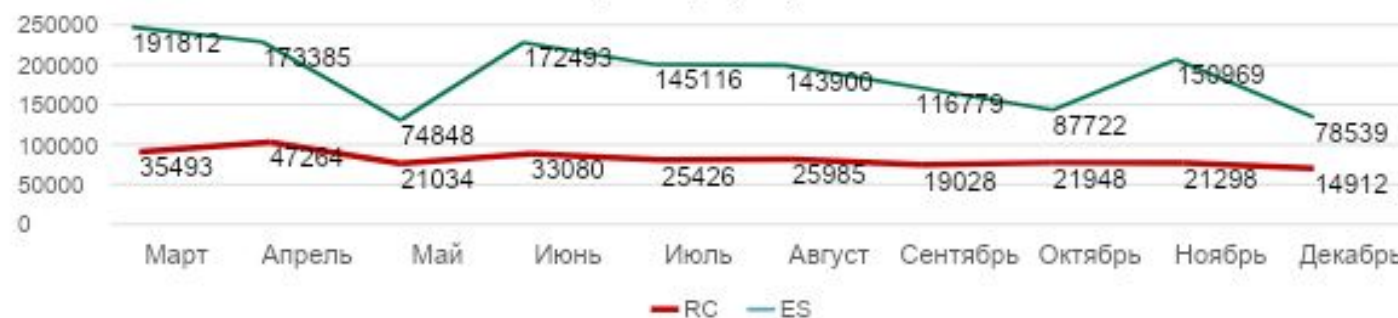 250000
191812 173385 172493 150969
200000
145116 143900 116779
150000
74848 87722 78539
100000
35493 47264 21034 33080 25426 25985 19028 21948 21298 14912
50000
0
Март Апрель Май Июнь Июль Август Сентябрь Октябрь Ноябрь Декабрь
RC ES